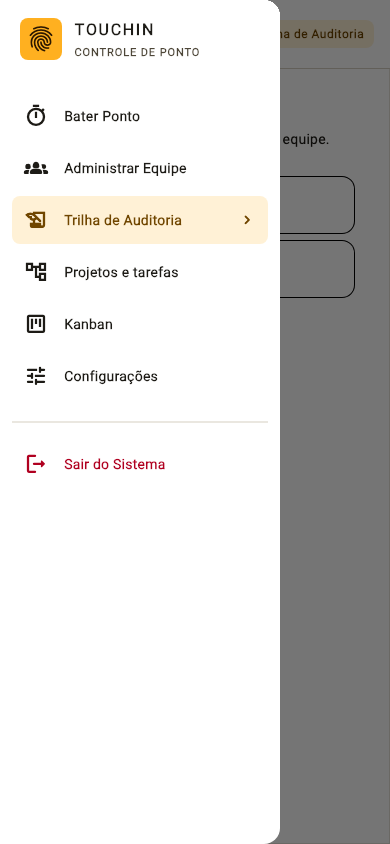 TOUCHIN
CONTROLE DE PONTO
de Auditoria
Bater Ponto
equipe.
Administrar Equipe
Trilha de Auditoria
Projetos e tarefas
Kanban
Configurações
Sair do Sistema